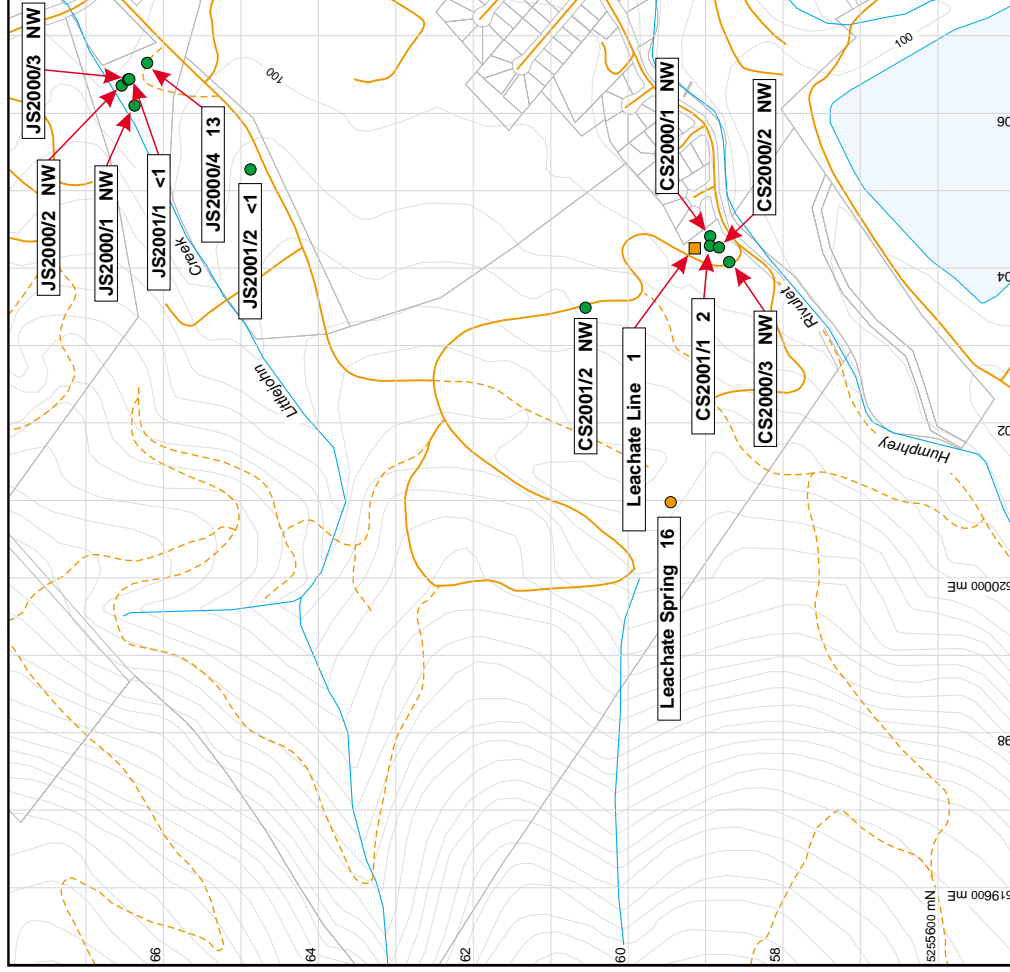 JS2000/3 NW
JS2000/2 NW
JS2000/1 NW
JS2001/1 <1
JS2000/4 13
JS2001/2 <1
Creek
Littlejohn
100
100
CS2000/1 NW
CS2000/2 NW
CS2001/2 NW
Leachate Line 1
CS2001/1 2
CS2000/3 NW
Leachate Spring 16
Rivulet
Humphrey
06
04
02
520000 mE
98
519600 mE
66
64
62
60
58
5255600 mN